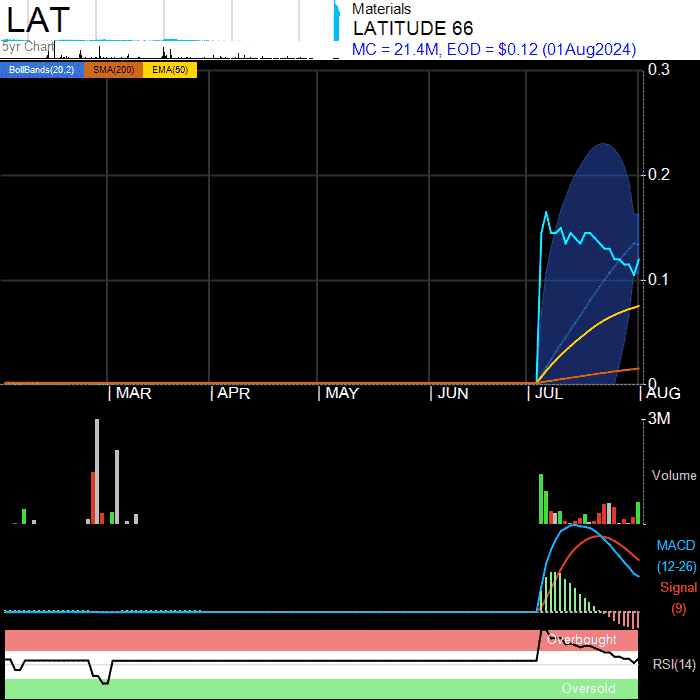 LAT
5yr Chart
Materials
LATITUDE 66
MC = 21.4M, EOD = $0.12 (01Aug2024)
BollBands(20,2) SMA(200) EMA(50)
0.3
0.2
0.1
0
MAR APR MAY JUN JUL AUG
3M
Volume
MACD
(12-26)
Signal
(9)
Overbought
RSI(14)
Oversold